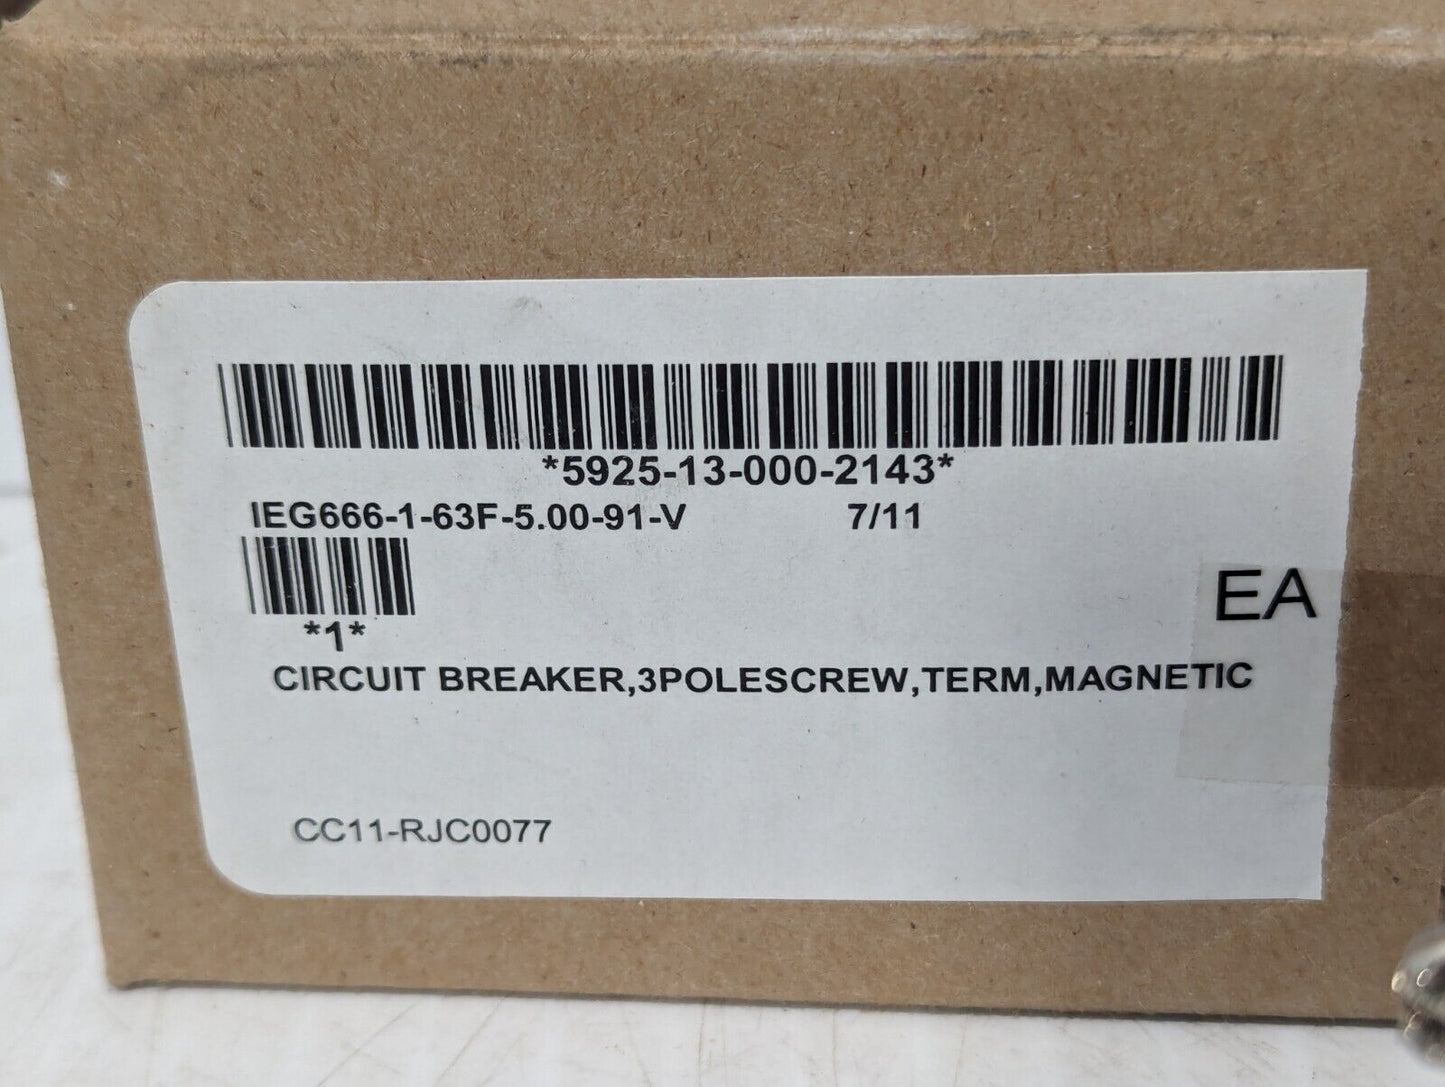 *5925-13-000-2143*
IEG666-1-63F-5.00-91-V 7/11
EA
*1*
CIRCUIT BREAKER,3POLESCREW,TERM,MAGNETIC
CC11-RJC0077